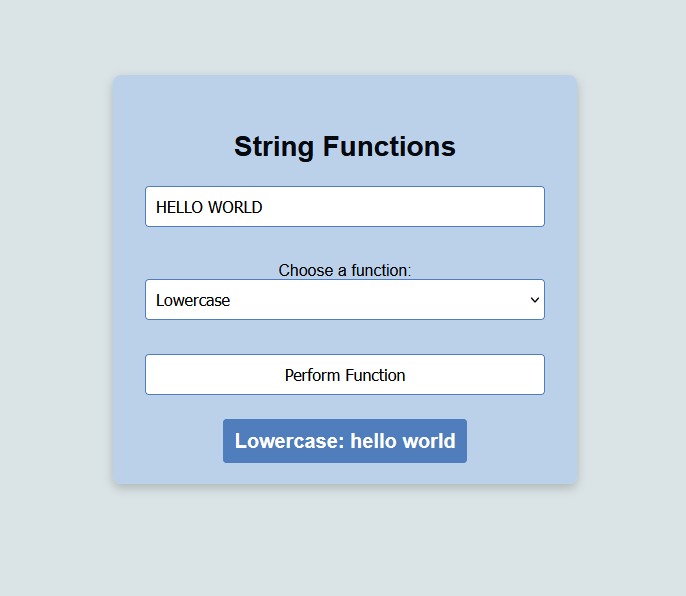 String Functions
HELLO WORLD
Choose a function:
Lowercase
Perform Function
Lowercase: hello world